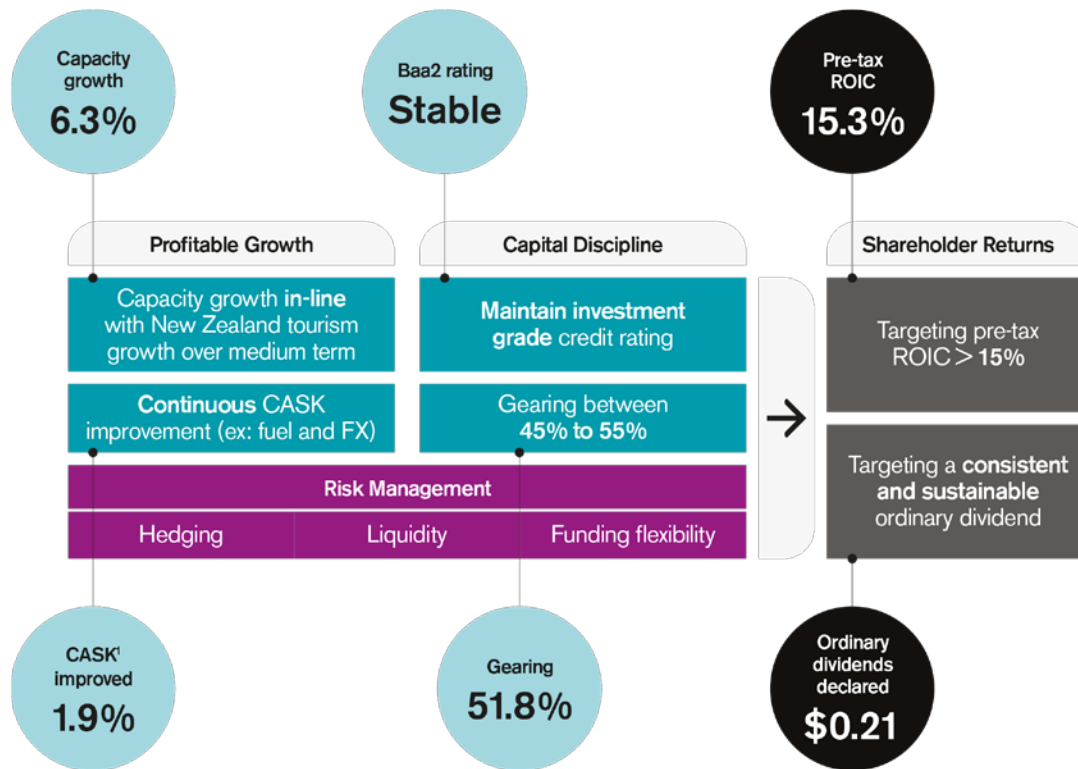 Capacity
growth
6.3%
Baa2 rating
Stable
Pre-tax
ROIC
15.3%
Profitable Growth
Capital Discipline
Shareholder Returns
Capacity growth in-line
with New Zealand tourism
growth over medium term
Maintain investment
grade credit rating
Targeting pre-tax
ROIC > 15%
Continuous CASK
improvement (ex: fuel and FX)
Gearing between
45% to 55%
Targeting a consistent
and sustainable
ordinary dividend
Risk Management
Hedging
Liquidity
Funding flexibility
CASK¹
improved
1.9%
Gearing
51.8%
Ordinary
dividends
declared
$0.21